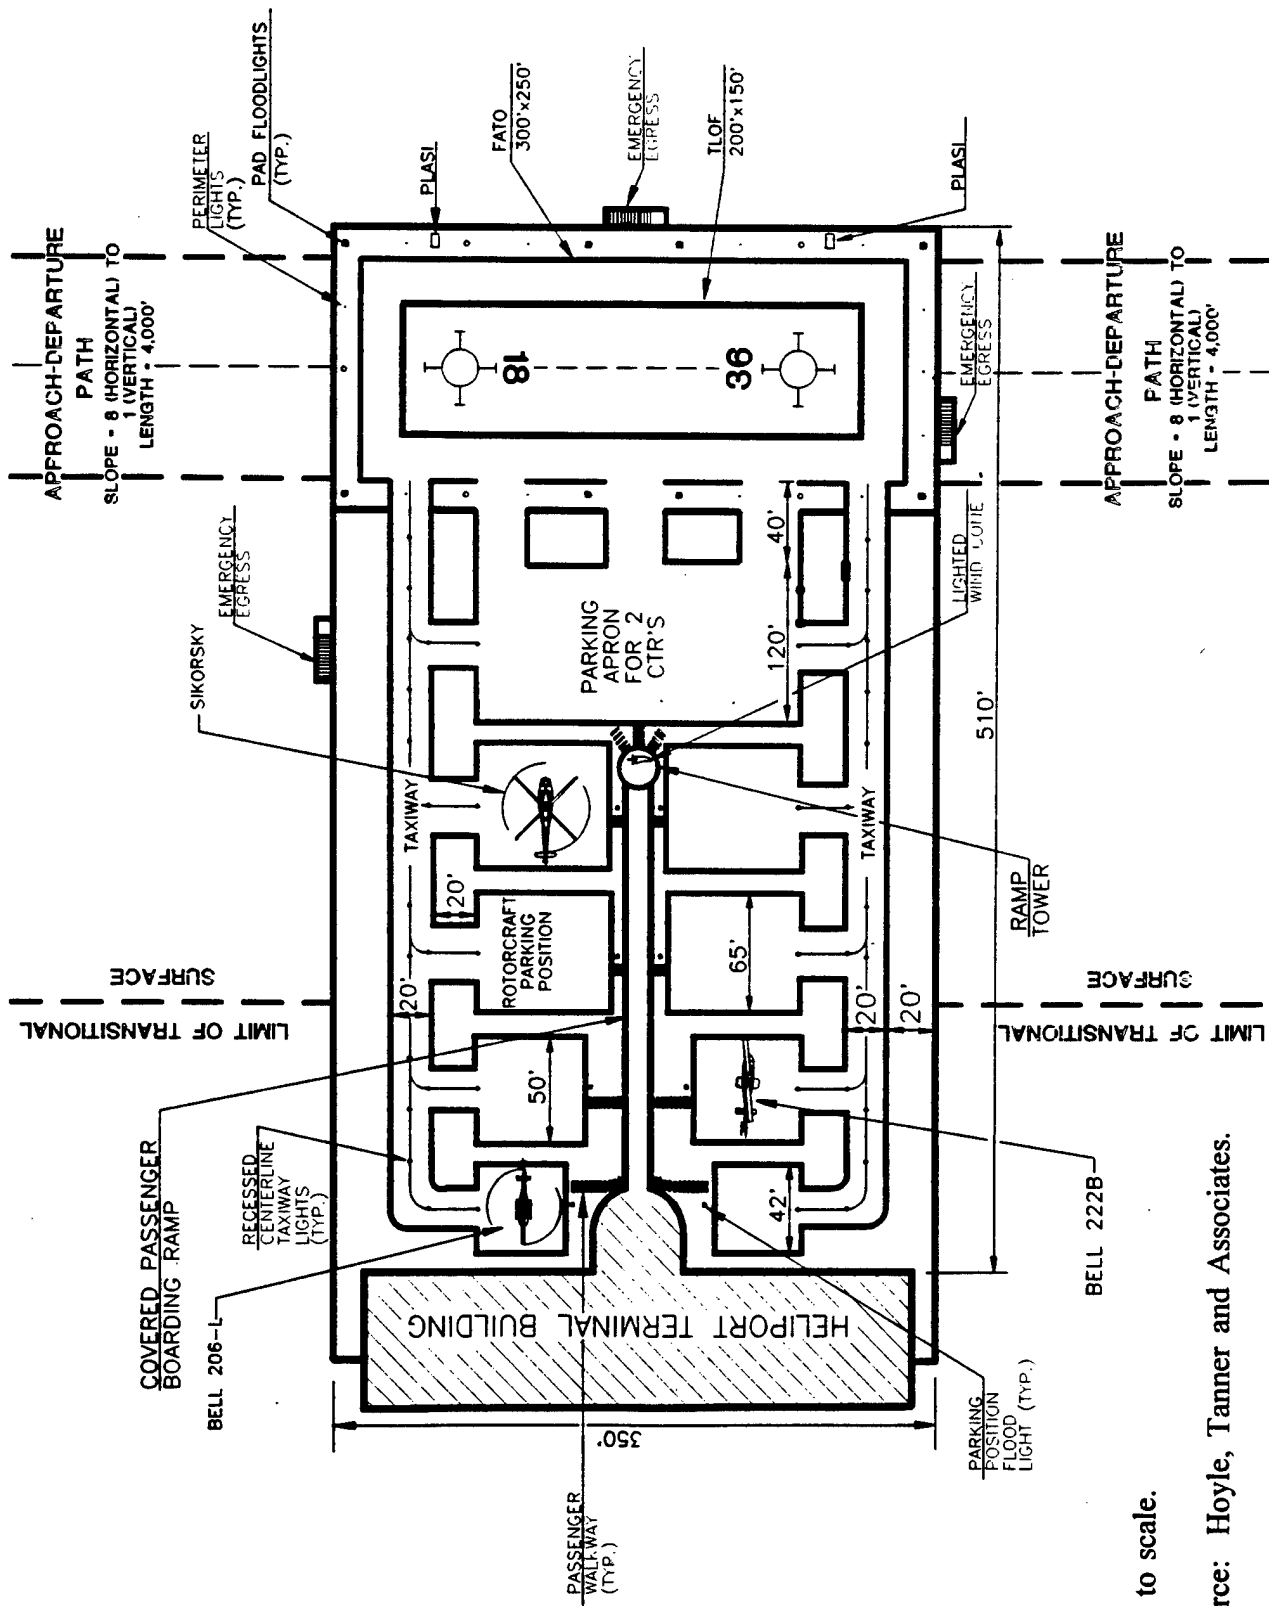 APPROACH-DEPARTURE
PATH
SLOPE - 8 (HORIZONTAL) TO
1 (VERTICAL)
LENGTH - 4,000'
PERIMETER
LIGHTS
(TYP.)
PAD FLOODLIGHTS
(TYP.)
PLASI
FATO
300'x250'
EMERGENCY
EGRESS
TLOF
200'x150'
PLASI
APPROACH-DEPARTURE
PATH
SLOPE - 8 (HORIZONTAL) TO
1 (VERTICAL)
LENGTH - 4,000'
EMERGENCY
EGRESS
18
36
EMERGENCY
EGRESS
SIKORSKY
40'
120'
PARKING
APRON
FOR 2
CTR'S
LIGHTED
WIND CONE
510'
TAXIWAY
TAXIWAY
20'
ROTORCRAFT
PARKING
POSITION
65'
RAMP
TOWER
SURFACE
LIMIT OF TRANSITIONAL
SURFACE
LIMIT OF TRANSITIONAL
20'
20'
20'
50'
42'
COVERED PASSENGER
BOARDING RAMP
RECESSED
CENTERLINE
TAXIWAY
LIGHTS
(TYP.)
BELL 206-L
BELL 222B
HELIPORT TERMINAL BUILDING
350'
PASSENGER
WALKWAY
(TYP.)
PARKING
POSITION
FLOOD
LIGHT (TYP.)
to scale.
rce: Hoyle, Tanner and Associates.